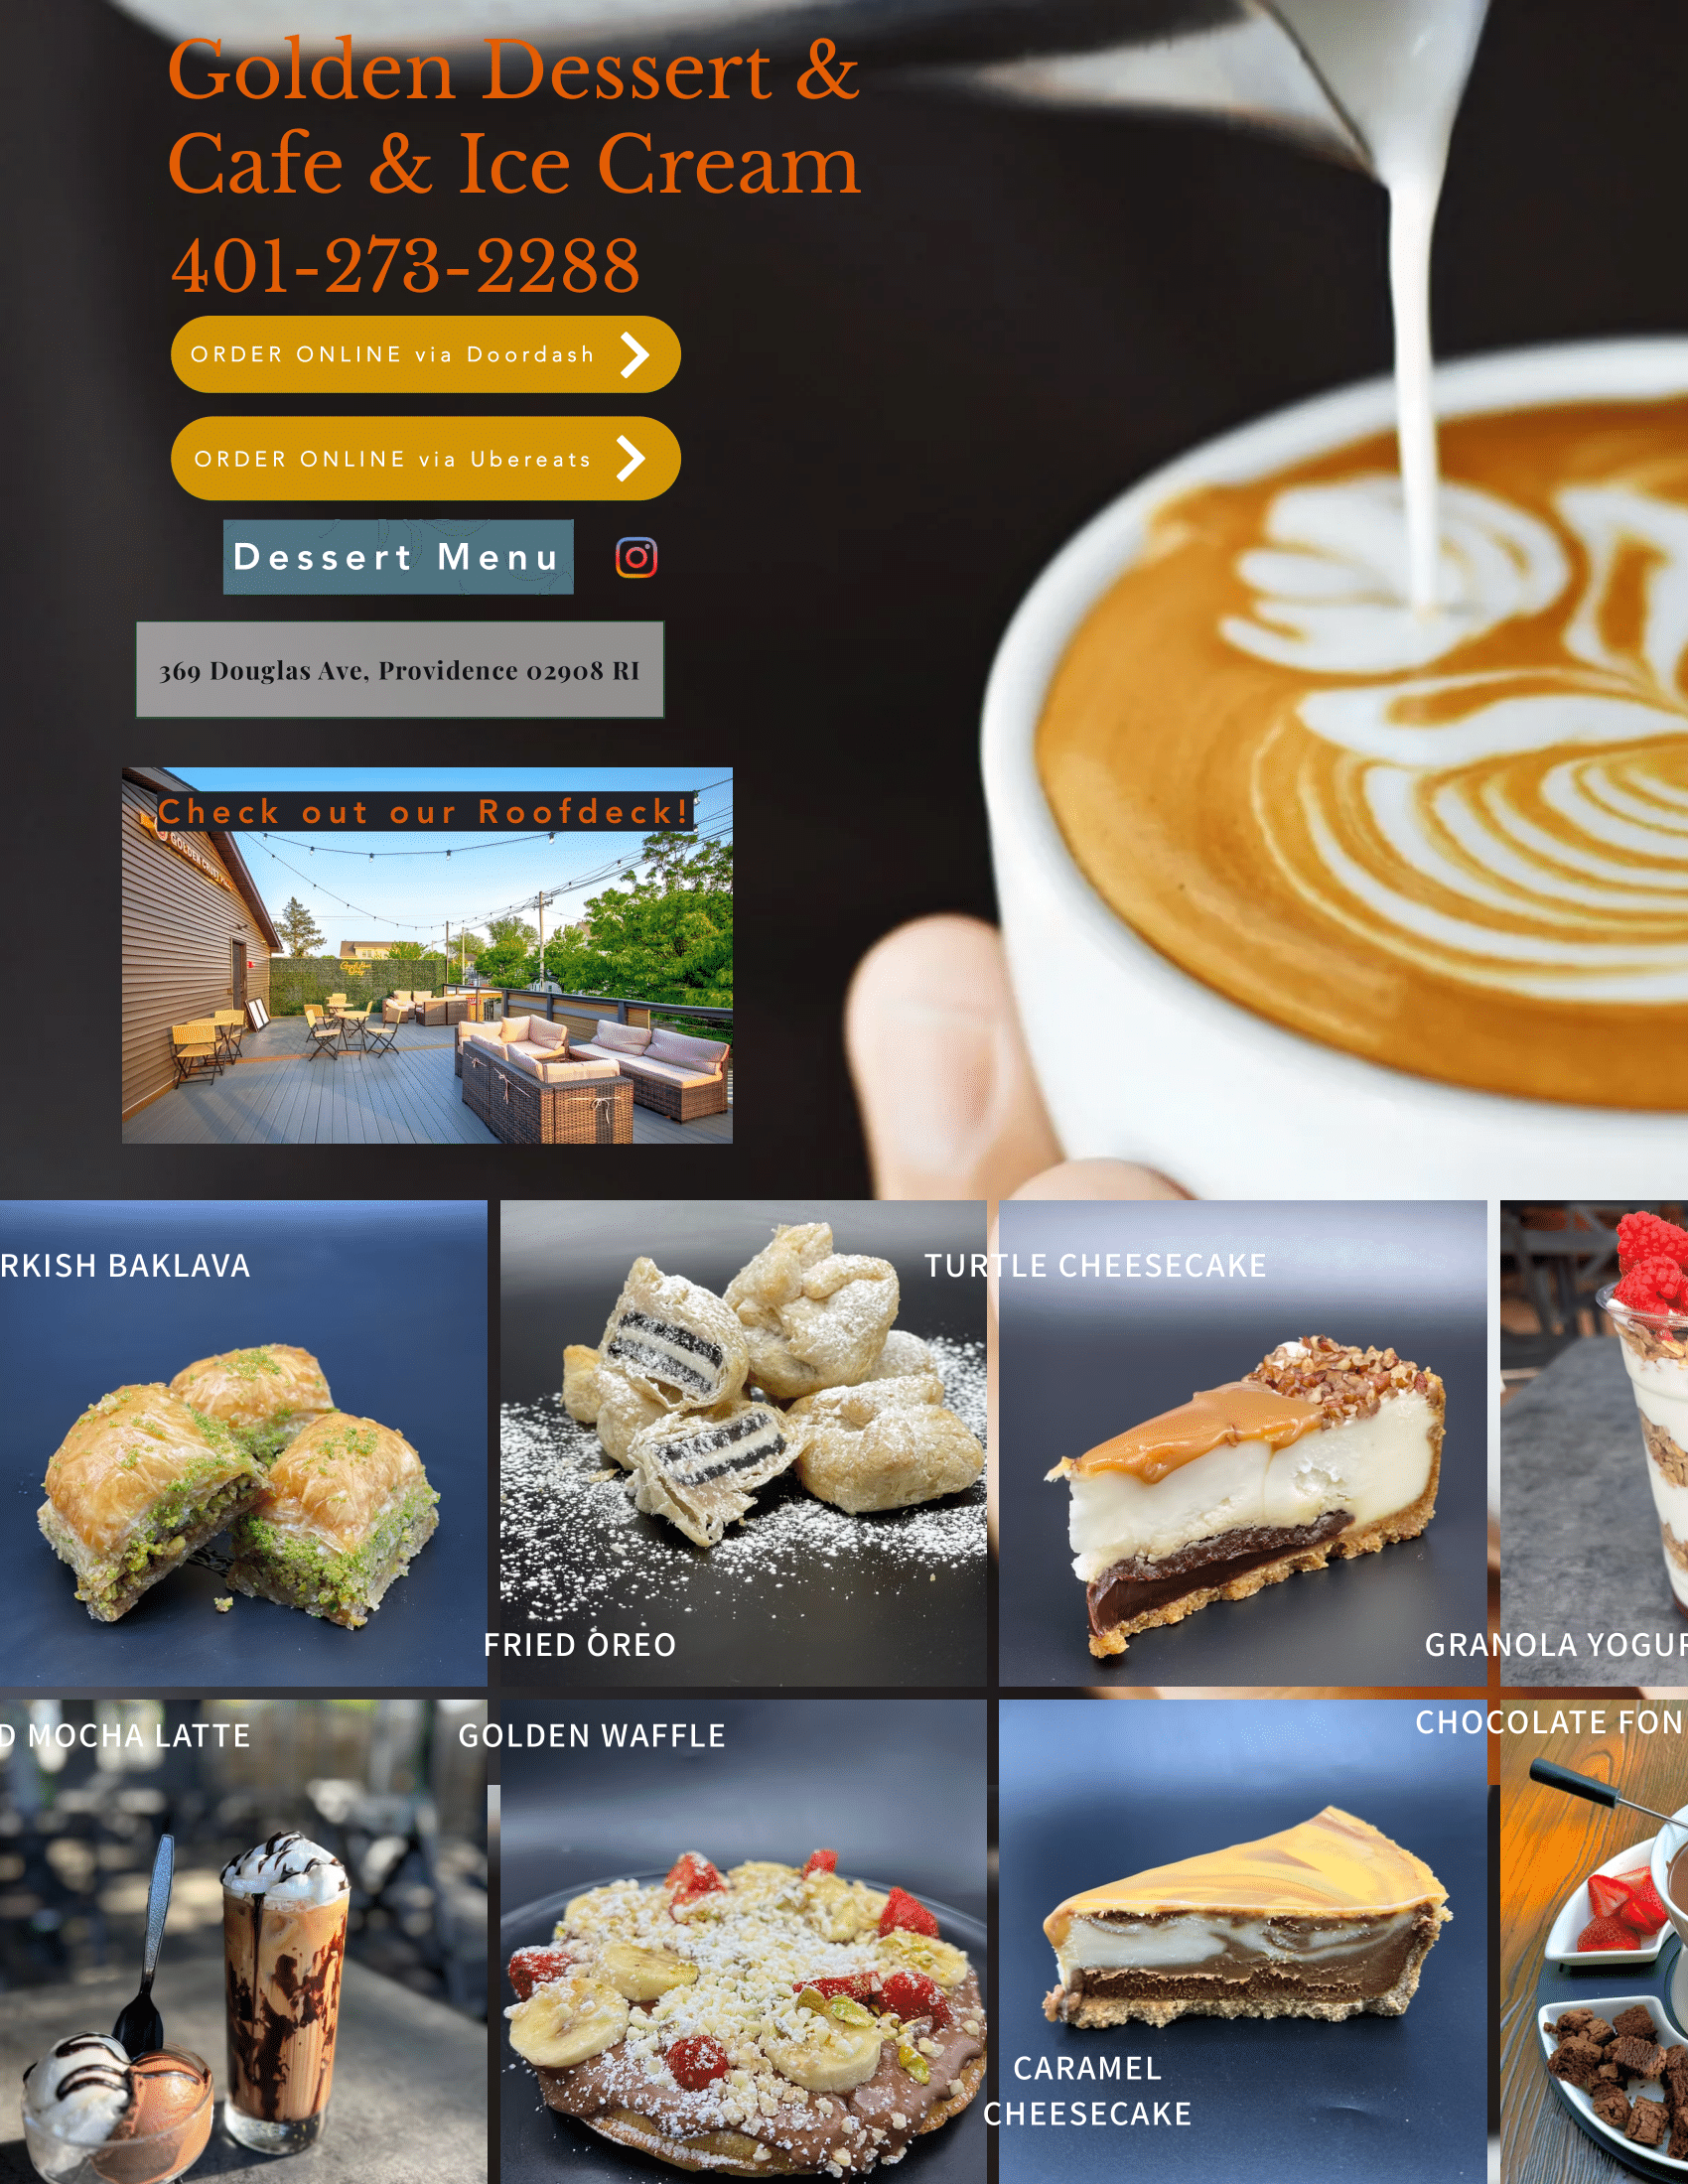 Golden Dessert &
Cafe & Ice Cream
401-273-2288
ORDER ONLINE via Doordash
ORDER ONLINE via Ubereats
Dessert Menu
369 Douglas Ave, Providence 02908 RI
Check out our Roofdeck!
RKISH BAKLAVA
TURTLE CHEESECAKE
FRIED OREO
GRANOLA YOGUR
D MOCHA LATTE
GOLDEN WAFFLE
CHOCOLATE FON
CARAMEL
CHEESECAKE